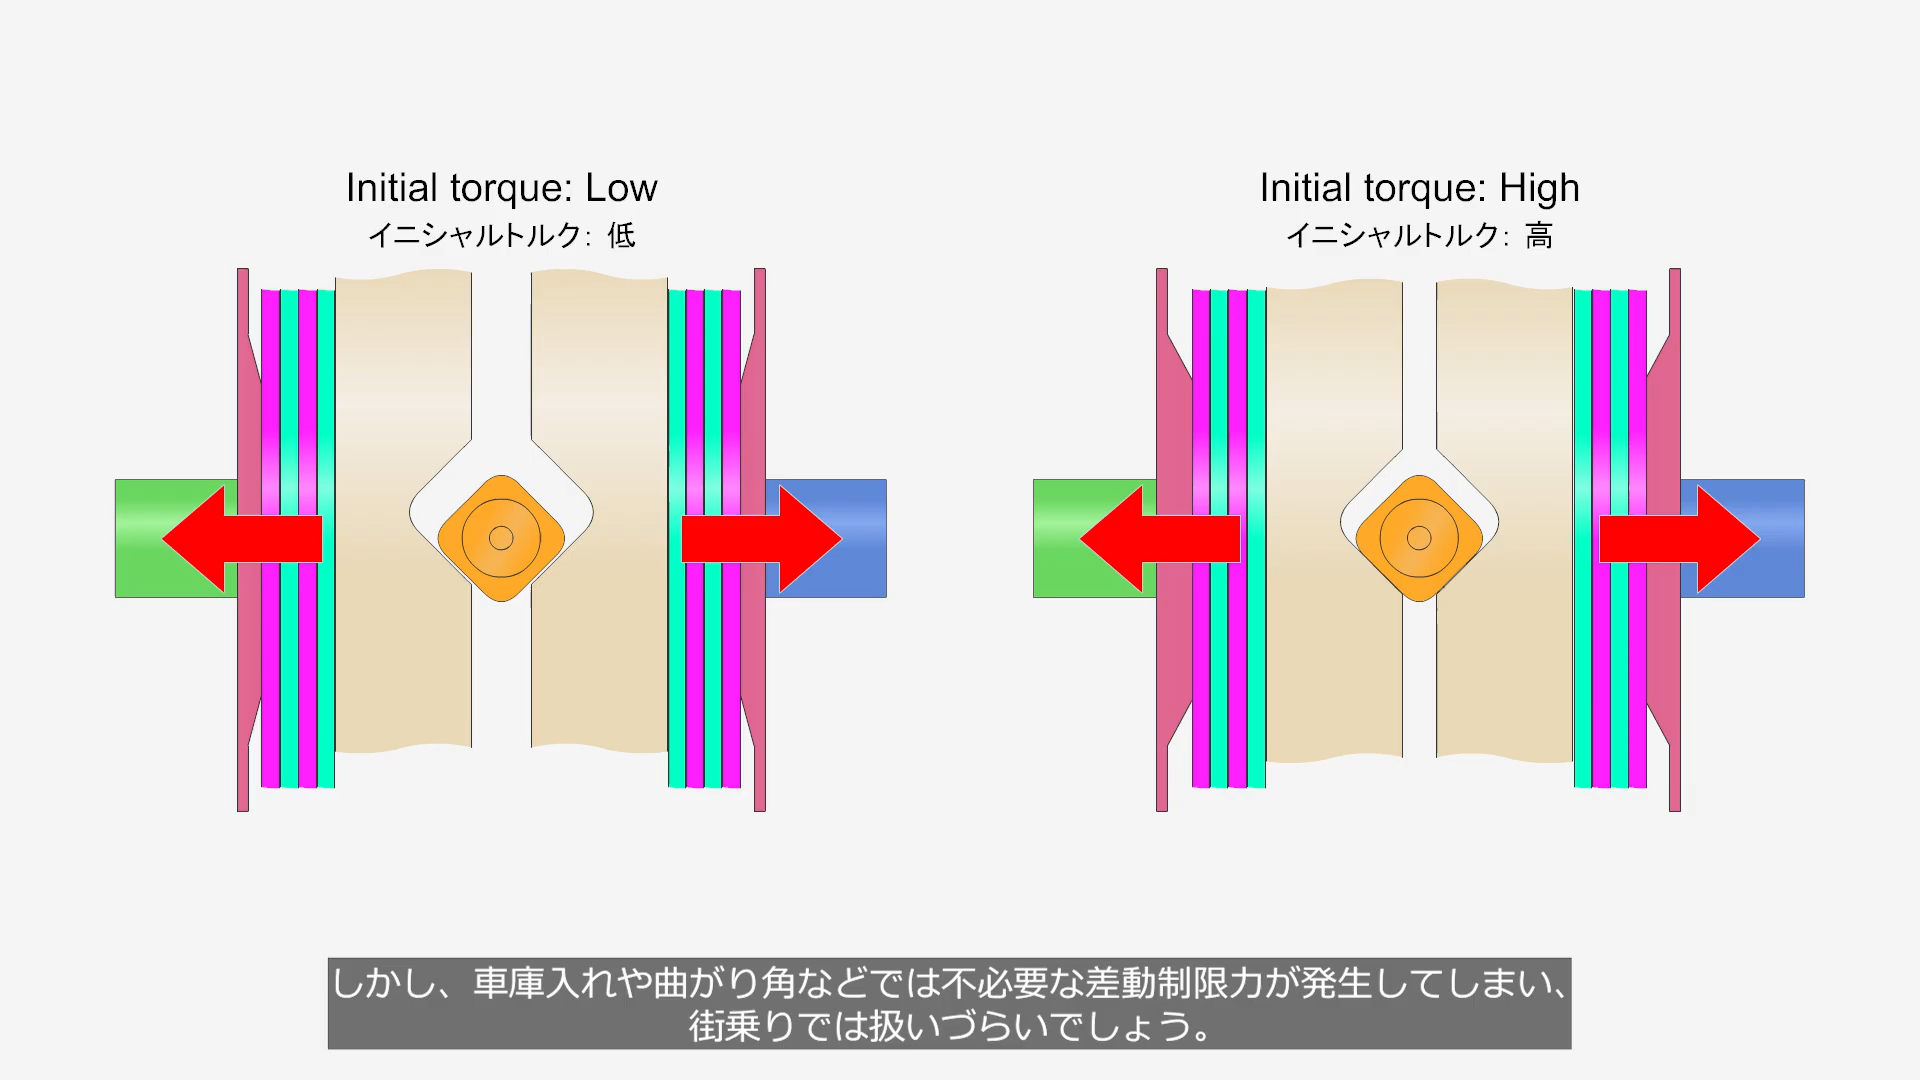 Initial torque: Low
イニシャルトルク: 低
Initial torque: High
イニシャルトルク: 高
しかし、車庫入れや曲がり角などでは不必要な差動制限力が発生してしまい、
街乗りでは扱いづらいでしょう。